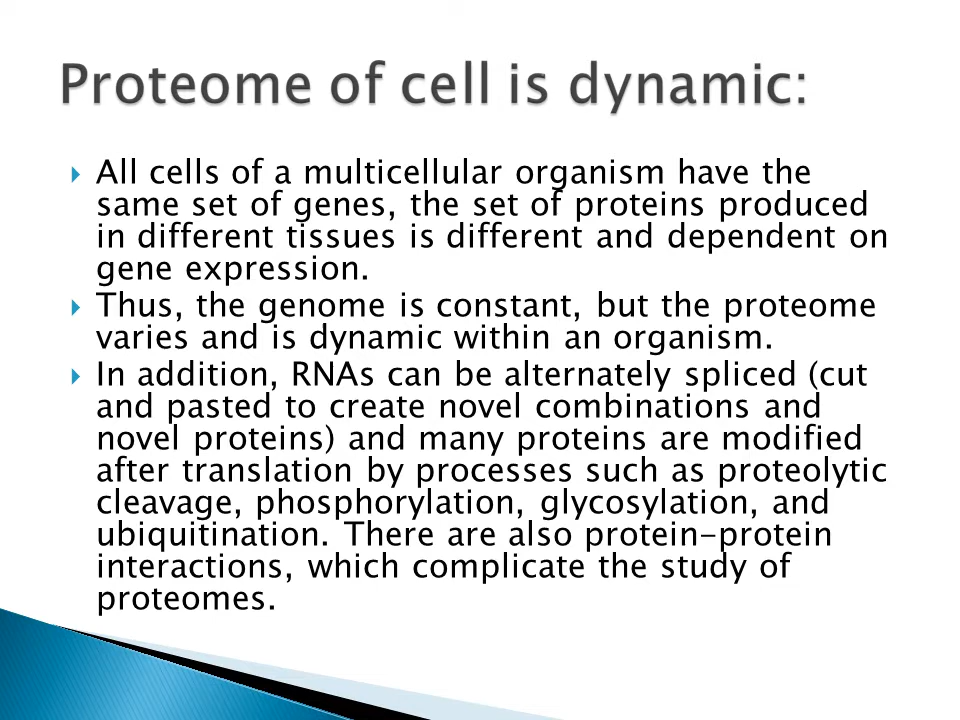 Proteome of cell is dynamic:
All cells of a multicellular organism have the
same set of genes, the set of proteins produced
in different tissues is different and dependent on
gene expression.
Thus, the genome is constant, but the proteome
varies and is dynamic within an organism.
In addition, RNAs can be alternately spliced (cut
and pasted to create novel combinations and
novel proteins) and many proteins are modified
after translation by processes such as proteolytic
cleavage, phosphorylation, glycosylation, and
ubiquitination. There are also protein-protein
interactions, which complicate the study of
proteomes.